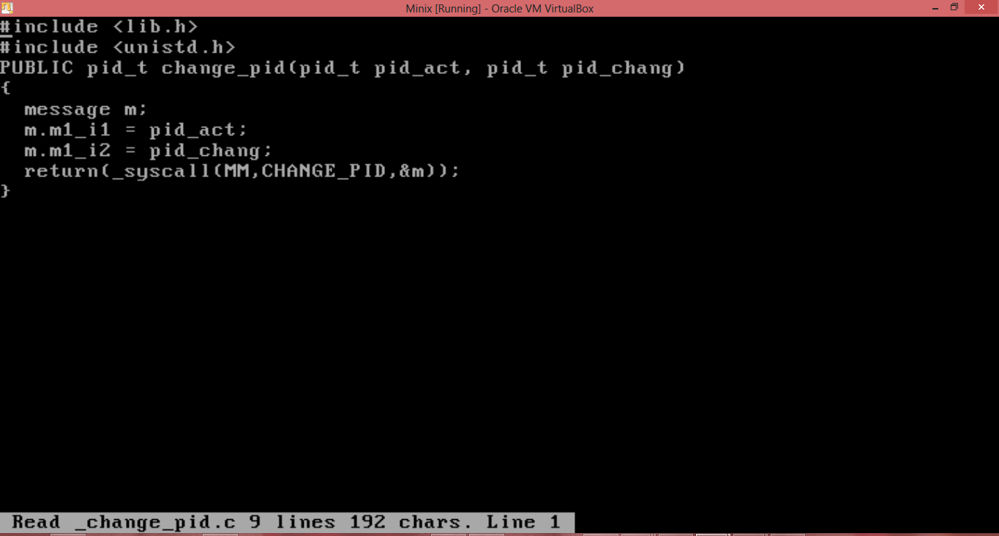 Minix [Running] - Oracle VM VirtualBox
#include <lib.h>
#include <unistd.h>
PUBLIC pid_t change_pid(pid_t pid_act, pid_t pid_chang)
{
  message m;
  m.m1_i1 = pid_act;
  m.m1_i2 = pid_chang;
  return(_syscall(MM,CHANGE_PID,&m));
}
Read _change_pid.c 9 lines 192 chars. Line 1